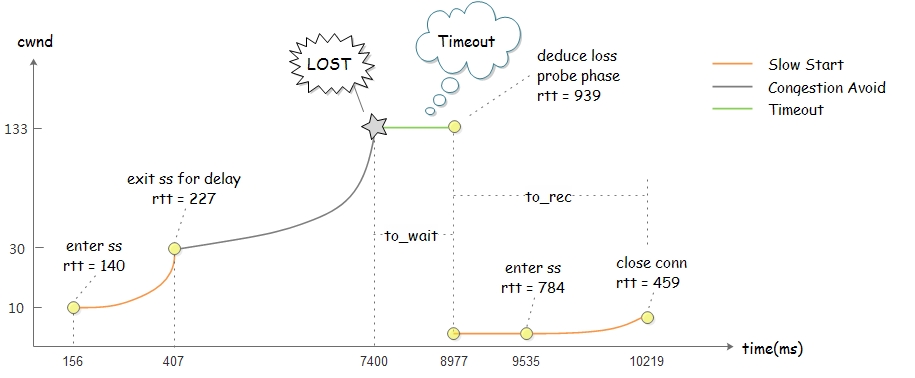 cwnd
LOST
Timeout
deduce loss
probe phase
rtt = 939
Slow Start
Congestion Avoid
Timeout
133
exit ss for delay
rtt = 227
to_rec
to_wait
30
enter ss
rtt = 140
enter ss
rtt = 784
close conn
rtt = 459
10
156
407
7400
8977
9535
10219
time(ms)